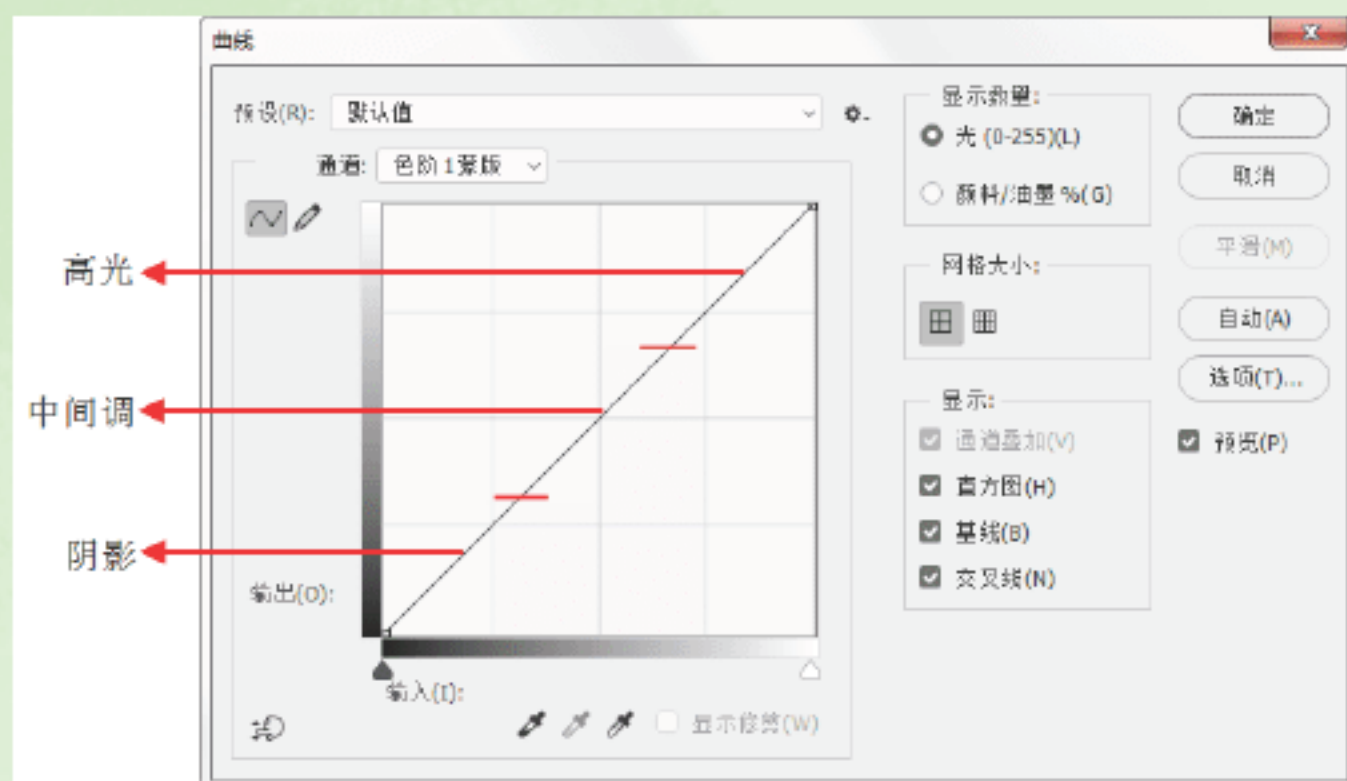 曲线
预设(R): 默认值
通道: 色阶 1蒙版
高光
中间调
阴影
输出(O):
输入(I):
显示修剪(W)
显示数量:
光 (0-255)(L)
颜料/油墨 %(G)
网格大小:
显示:
通道叠加(V)
直方图(H)
基线(B)
交叉线(N)
确定
取消
平滑(M)
自动(A)
选项(T)...
预览(P)